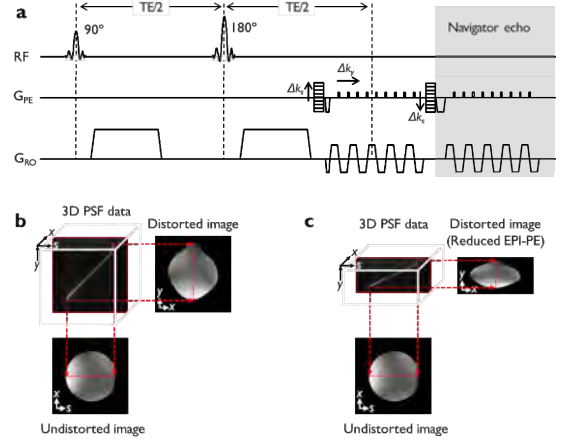 a
TE/2 TE/2
90° 180° Navigator echo
RF
G_PE Δk_s Δk_y Δk_s
G_RO
b
3D PSF data Distorted image
x
s
y
y
x
s
x
s
Undistorted image
c
3D PSF data Distorted image
(Reduced EPI-PE)
x
s
y
y
x
s
x
s
Undistorted image